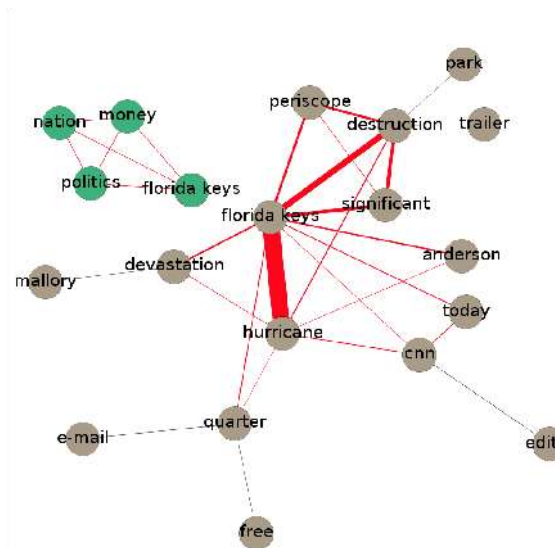 park
periscope
money
nation
destruction
trailer
politics
florida keys
significant
florida keys
anderson
devastation
mallory
today
hurricane
cnn
quarter
e-mail
edit
free